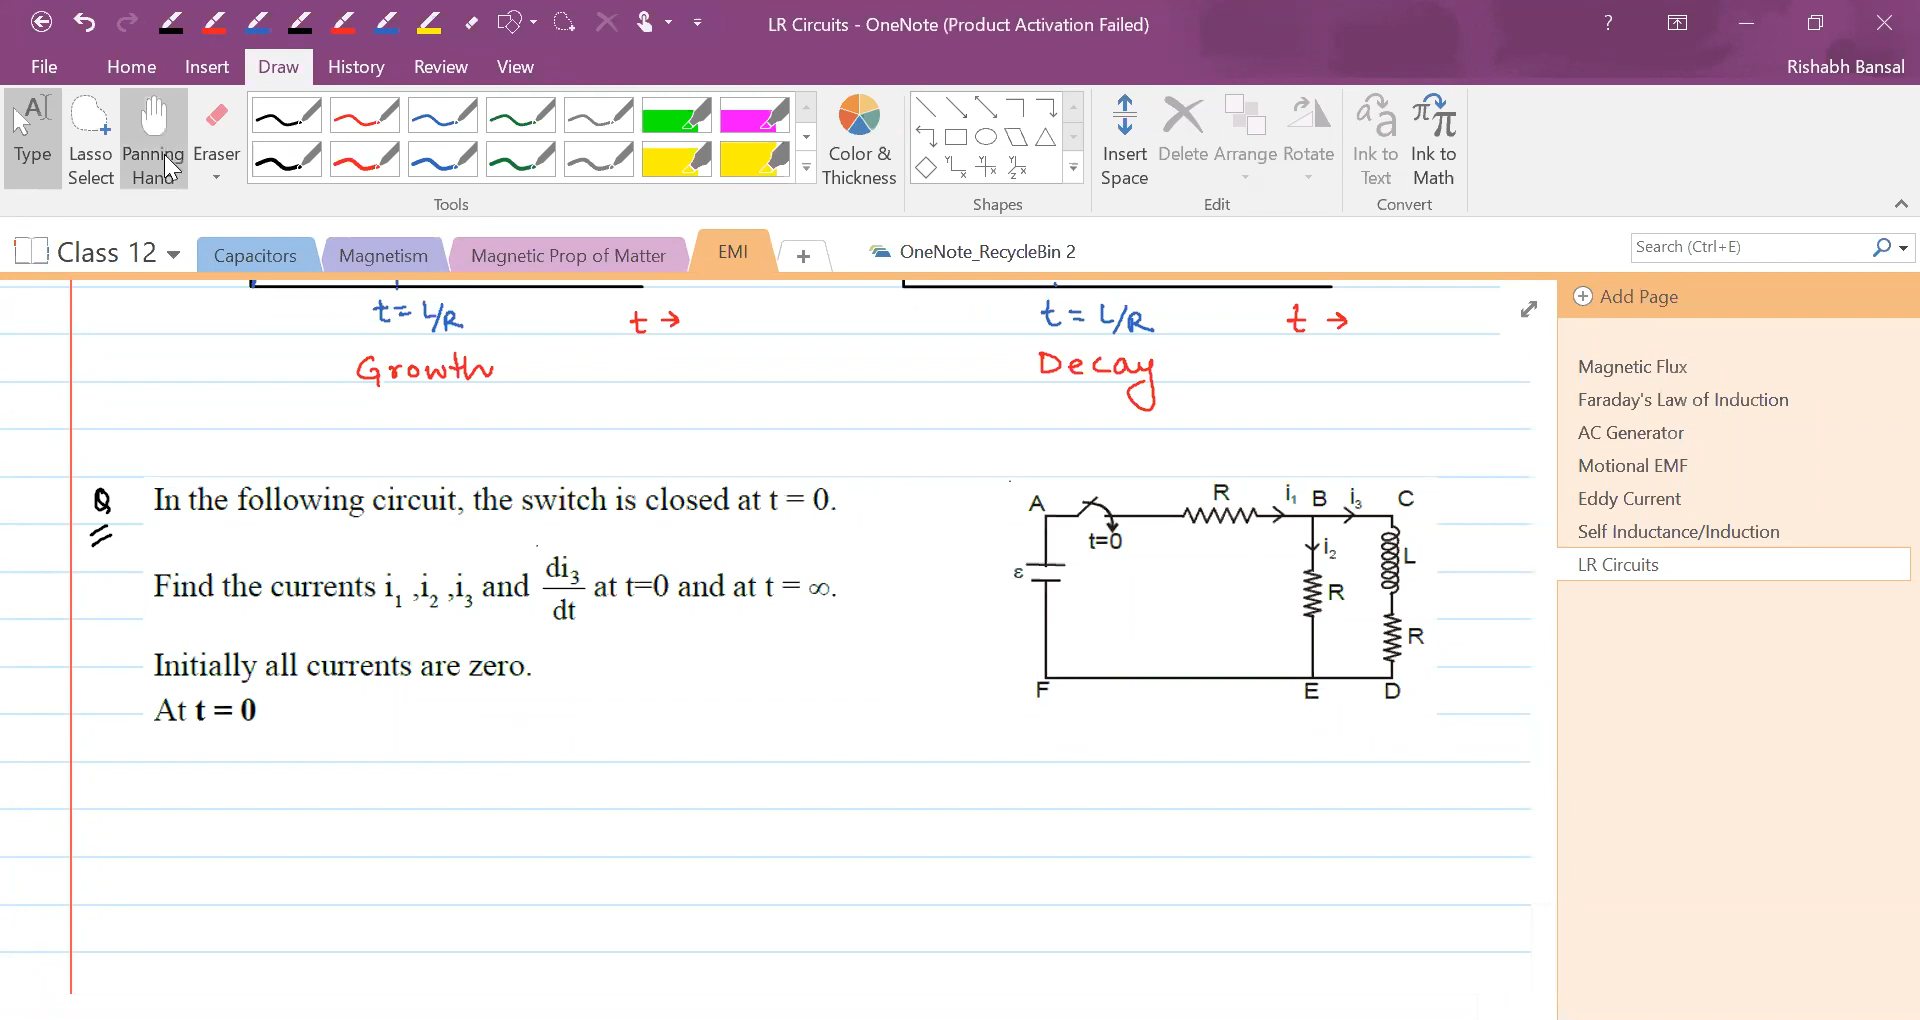 LR Circuits - OneNote (Product Activation Failed)
?
File Home Insert Draw History Review View
Rishabh Bansal
Type
Lasso Select
Panning Hand
Eraser
Color & Thickness
Insert Space
Delete
Arrange
Rotate
Ink to Text
Ink to Math
Tools
Shapes
Edit
Convert
Class 12
Capacitors
Magnetism
Magnetic Prop of Matter
EMI
+
OneNote_RecycleBin 2
Search (Ctrl+E)
t = L/R
t →
Growth
t = L/R
t →
Decay
Q In the following circuit, the switch is closed at t = 0.
Find the currents i₁ ,i₂ ,i₃ and di₃/dt at t=0 and at t = ∞.
Initially all currents are zero.
At t = 0
A
t=0
R
i₁
B
i₃
C
ε
i₂
R
L
R
F
E
D
Add Page
Magnetic Flux
Faraday's Law of Induction
AC Generator
Motional EMF
Eddy Current
Self Inductance/Induction
LR Circuits